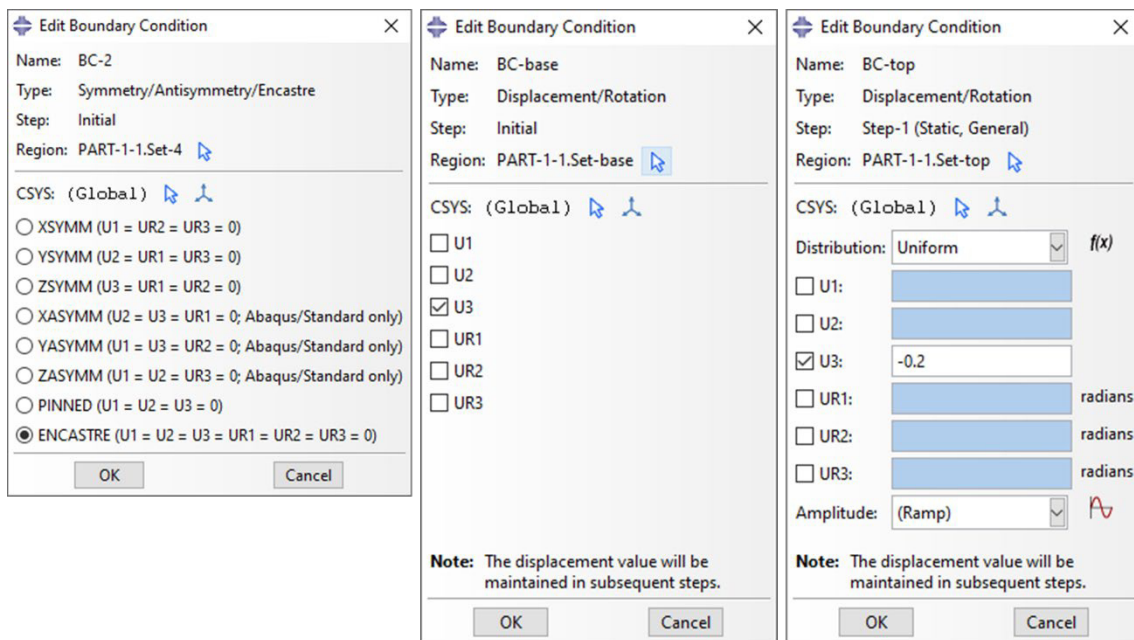 Edit Boundary Condition
Name: BC-2
Type: Symmetry/Antisymmetry/Encastre
Step: Initial
Region: PART-1-1.Set-4
CSYS: (Global)
XSYMM (U1 = UR2 = UR3 = 0)
YSYMM (U2 = UR1 = UR3 = 0)
ZSYMM (U3 = UR1 = UR2 = 0)
XASYMM (U2 = U3 = UR1 = 0; Abaqus/Standard only)
YASYMM (U1 = U3 = UR2 = 0; Abaqus/Standard only)
ZASYMM (U1 = U2 = UR3 = 0; Abaqus/Standard only)
PINNED (U1 = U2 = U3 = 0)
ENCASTRE (U1 = U2 = U3 = UR1 = UR2 = UR3 = 0)
OK Cancel
Edit Boundary Condition
Name: BC-base
Type: Displacement/Rotation
Step: Initial
Region: PART-1-1.Set-base
CSYS: (Global)
U1
U2
U3
UR1
UR2
UR3
Note: The displacement value will be
maintained in subsequent steps.
OK Cancel
Edit Boundary Condition
Name: BC-top
Type: Displacement/Rotation
Step: Step-1 (Static, General)
Region: PART-1-1.Set-top
CSYS: (Global)
Distribution: Uniform f(x)
U1:
U2:
U3: -0.2
UR1: radians
UR2: radians
UR3: radians
Amplitude: (Ramp)
Note: The displacement value will be
maintained in subsequent steps.
OK Cancel